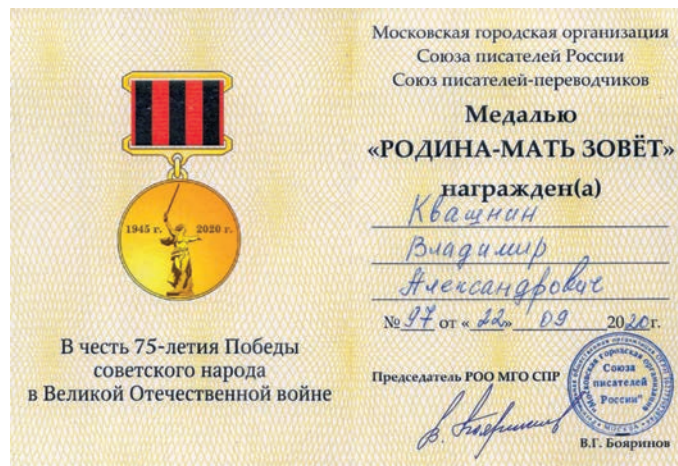 1945 г. 2020 г.
В честь 75-летия Победы
советского народа
в Великой Отечественной войне
Московская городская организация
Союза писателей России
Союз писателей-переводчиков
Медалью
«РОДИНА-МАТЬ ЗОВЁТ»
награжден(а)
Квашнин
Владимир
Александрович
№ 97 от « 22» 09 2020г.
Председатель РОО МГО СПР
Союза
писателей
России"
В.Г. Бояринов